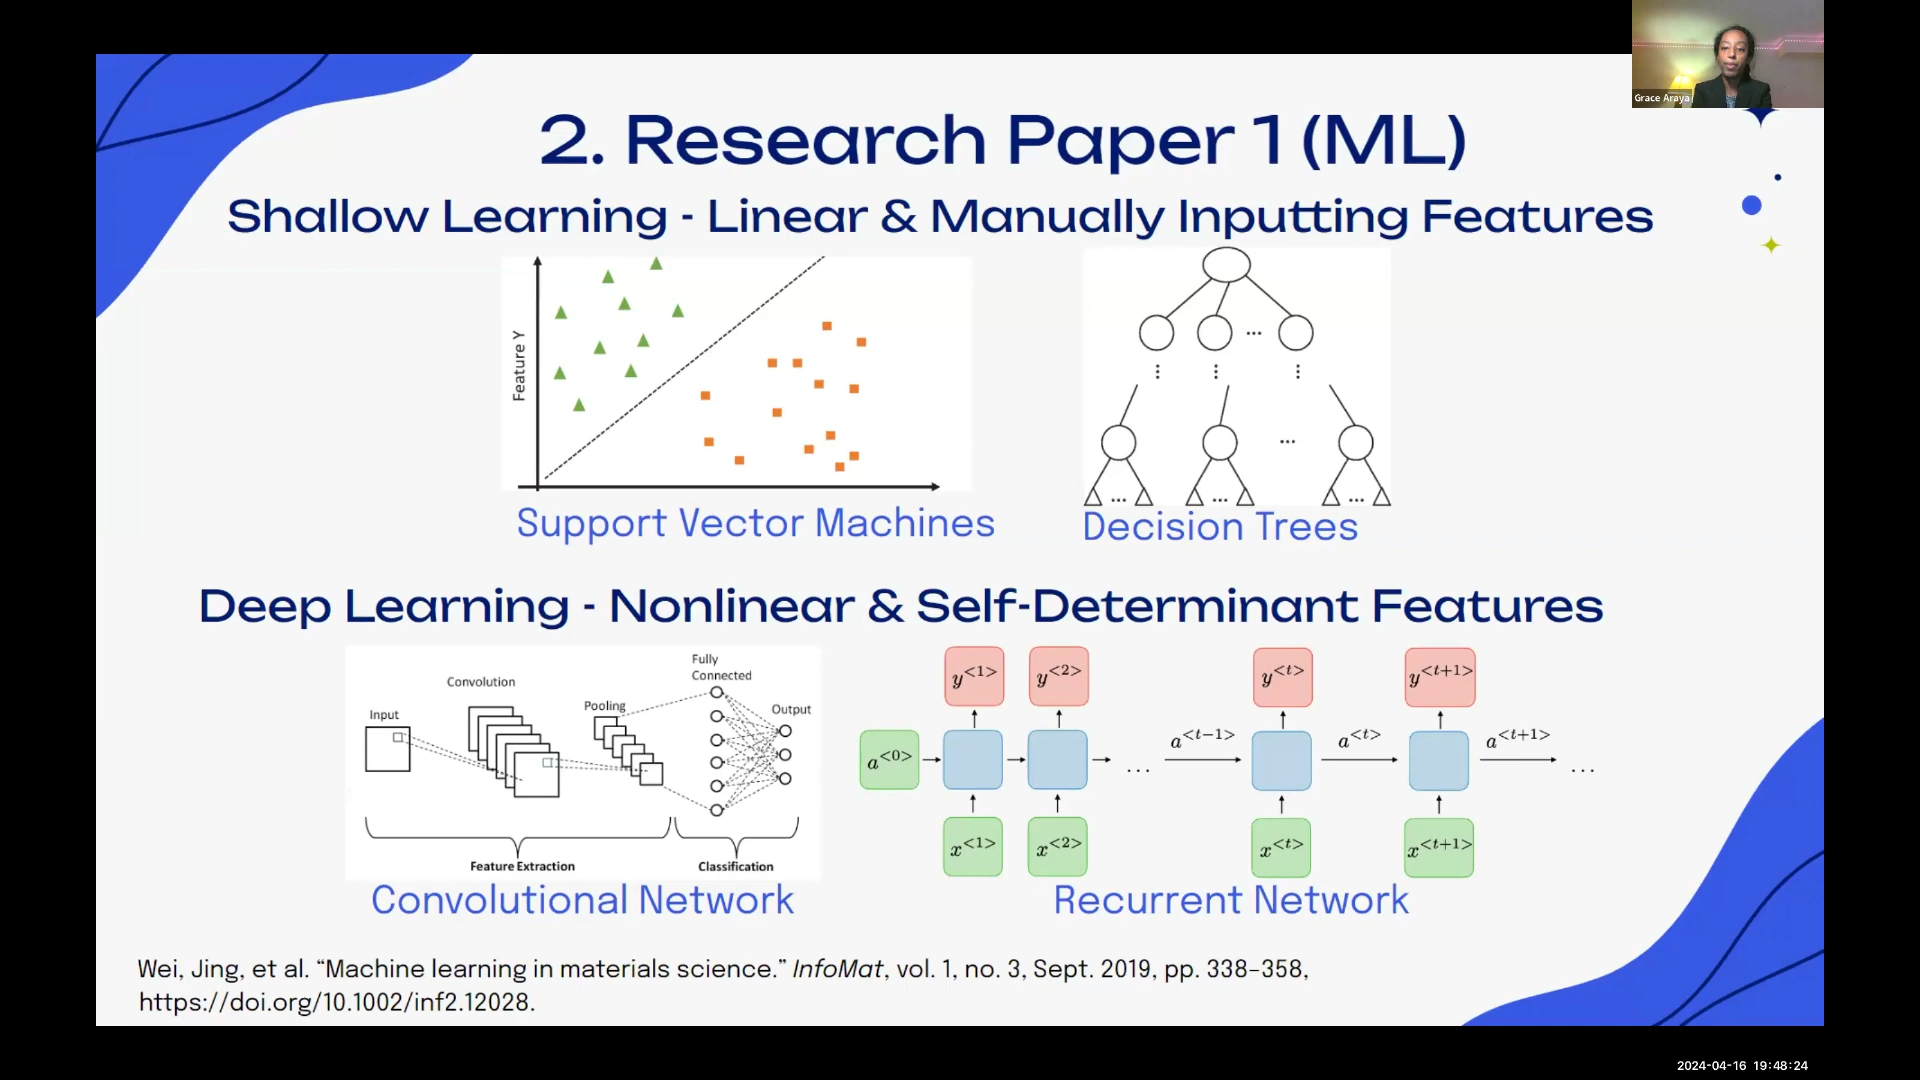 Grace Araya
2. Research Paper 1 (ML)
Shallow Learning - Linear & Manually Inputting Features
Feature Y
...
...
... ... ...
Support Vector Machines
Decision Trees
Deep Learning - Nonlinear & Self-Determinant Features
Input
Convolution
Pooling
Fully
Connected
Output
Feature Extraction
Classification
y<1> y<2> y<t> y<t+1>
a<0> ... a<t−1> a<t> a<t+1> ...
x<1> x<2> x<t> x<t+1>
Convolutional Network
Recurrent Network
Wei, Jing, et al. “Machine learning in materials science.” InfoMat, vol. 1, no. 3, Sept. 2019, pp. 338–358,
https://doi.org/10.1002/inf2.12028.
2024-04-16 19:48:24